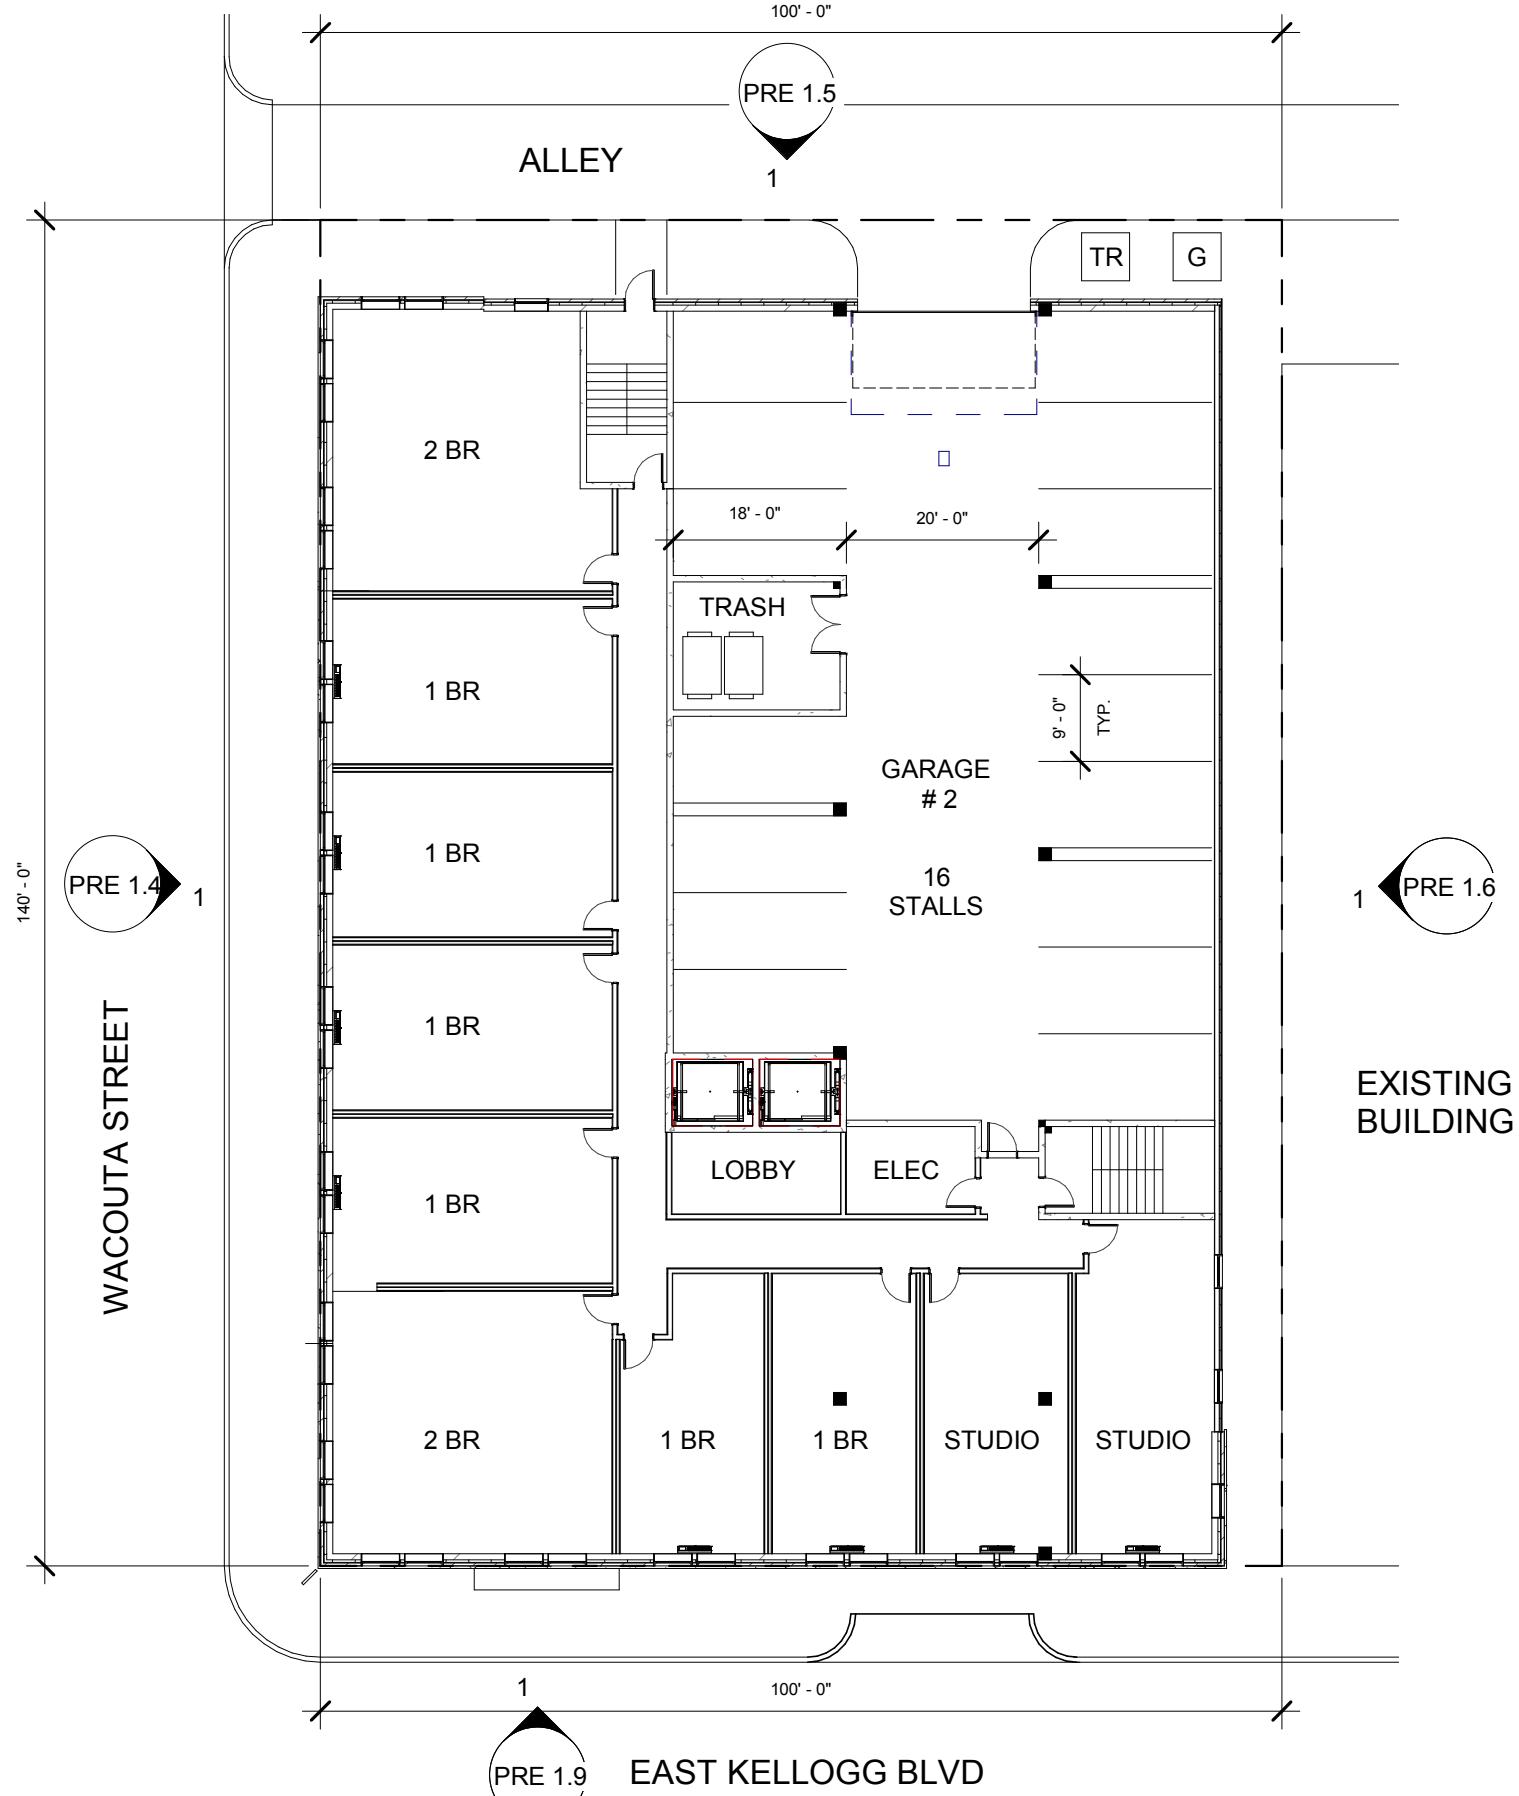 100' - 0"
PRE 1.5
ALLEY
1
TR
G
2 BR
18' - 0"
20' - 0"
TRASH
1 BR
9' - 0"
TYP.
GARAGE
# 2
1 BR
16
STALLS
140' - 0"
PRE 1.4
1
1
PRE 1.6
1 BR
WACOUTA STREET
EXISTING
BUILDING
LOBBY
ELEC
1 BR
2 BR
1 BR
1 BR
STUDIO
STUDIO
1
100' - 0"
PRE 1.9
EAST KELLOGG BLVD